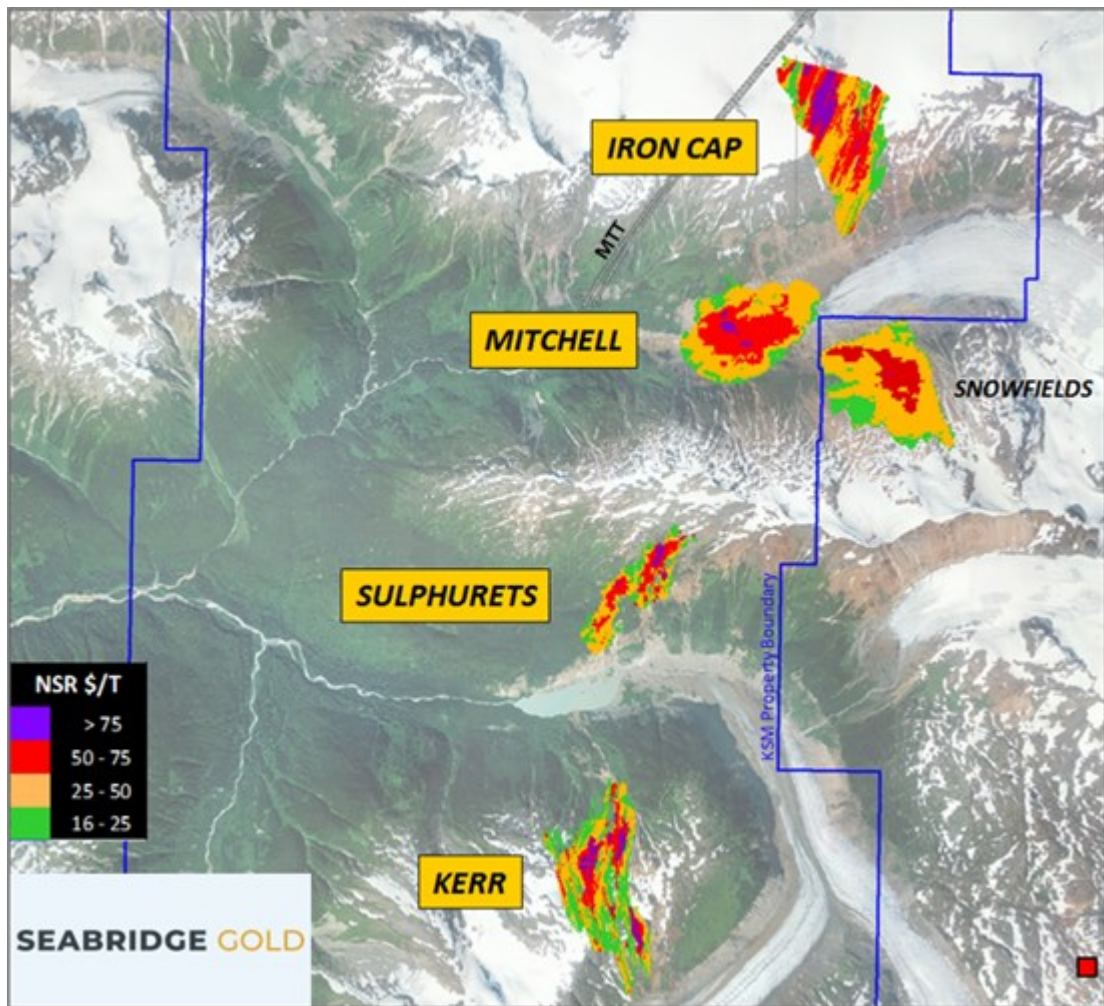 IRON CAP
MTT
MITCHELL
SNOWFIELDS
SULPHURETS
KSM Property Boundary
NSR $/T
> 75
50 - 75
25 - 50
16 - 25
KERR
SEABRIDGE GOLD